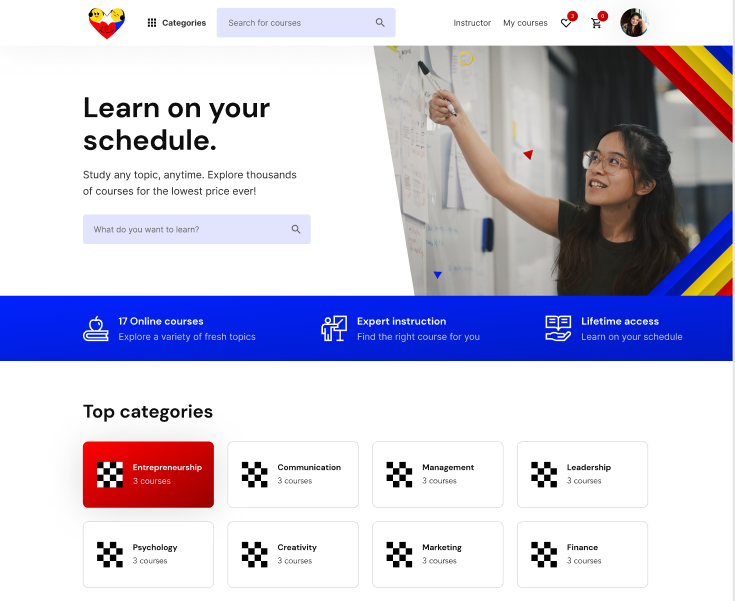 Categories
Search for courses
Instructor
My courses
3
0
Learn on your
schedule.
Study any topic, anytime. Explore thousands
of courses for the lowest price ever!
What do you want to learn?
17 Online courses
Explore a variety of fresh topics
Expert instruction
Find the right course for you
Lifetime access
Learn on your schedule
Top categories
Entrepreneurship
3 courses
Communication
3 courses
Management
3 courses
Leadership
3 courses
Psychology
3 courses
Creativity
3 courses
Marketing
3 courses
Finance
3 courses